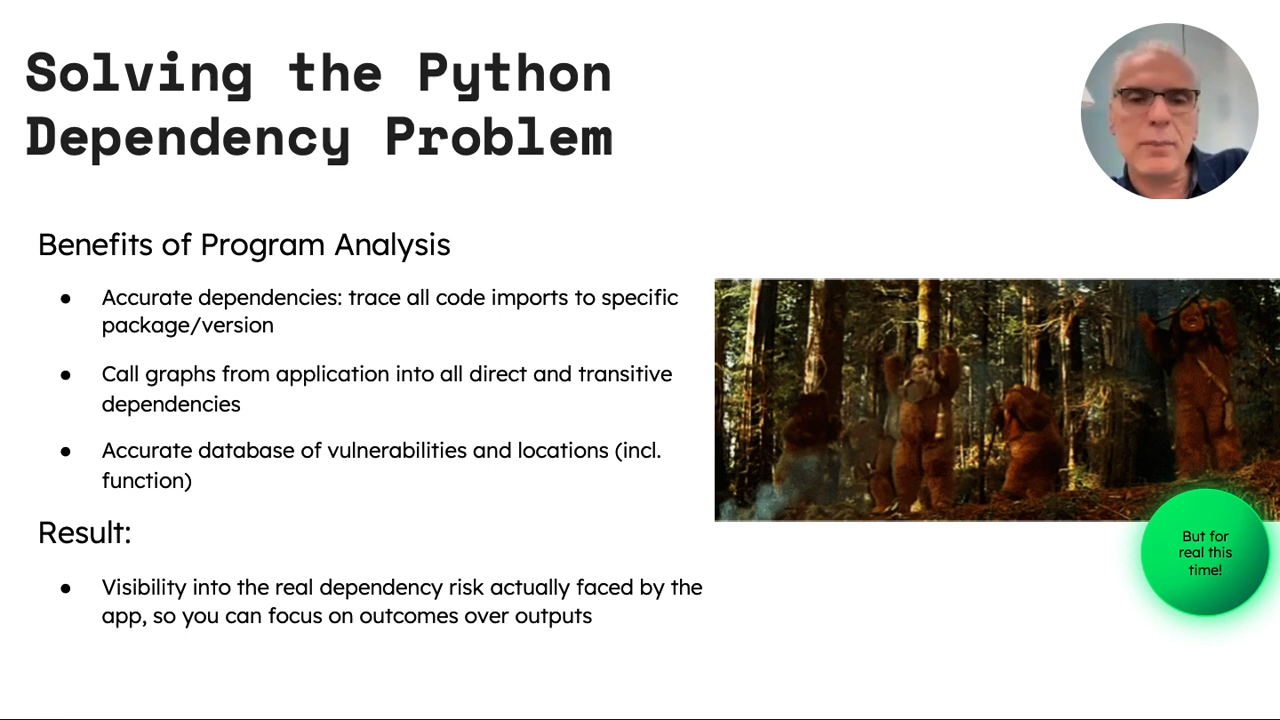 Solving the Python
Dependency Problem
Benefits of Program Analysis
● Accurate dependencies: trace all code imports to specific
package/version
● Call graphs from application into all direct and transitive
dependencies
● Accurate database of vulnerabilities and locations (incl.
function)
Result:
● Visibility into the real dependency risk actually faced by the
app, so you can focus on outcomes over outputs
But for
real this
time!